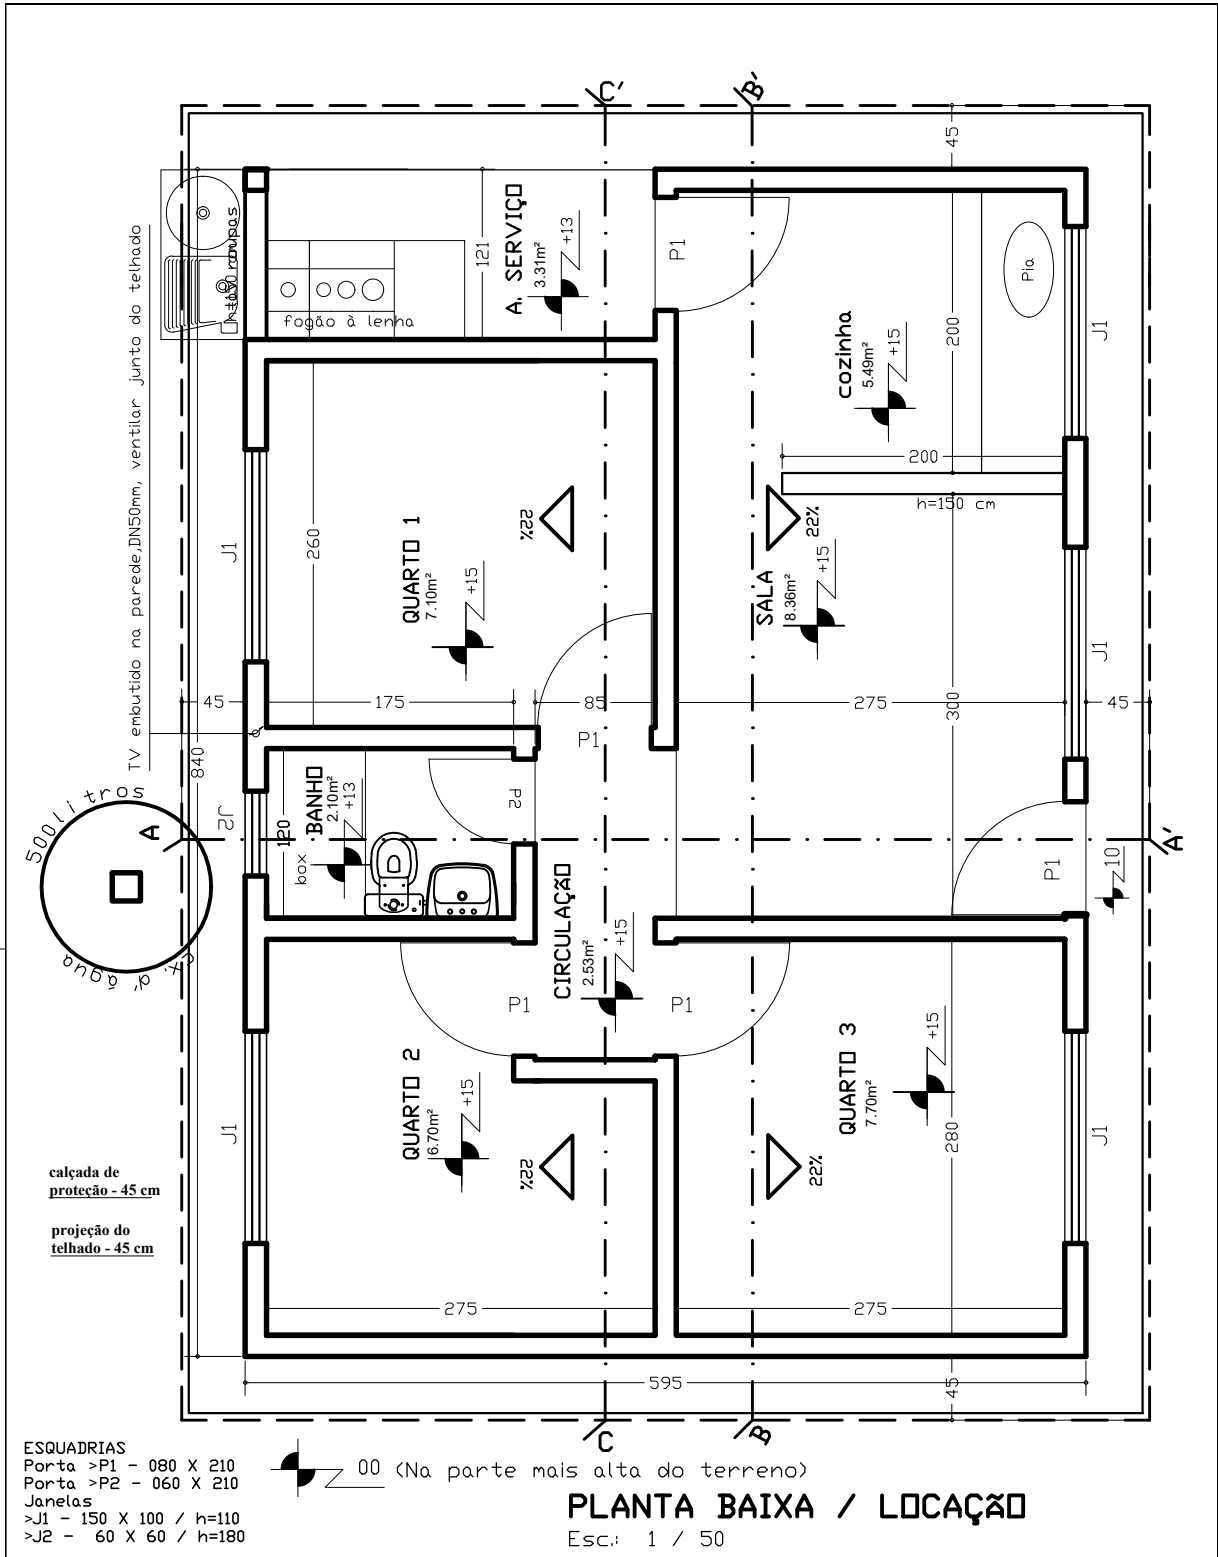 C'
B'
45
TV embutido na parede,DN50mm, ventilar junto do telhado
fogão à lenha
121
A. SERVIÇO
3.31m²
+13
P1
Pia
cozinha
5.49m²
+15
200
J1
200
h=150 cm
QUARTO 1
7.10m²
+15
260
J1
22%
22%
SALA
8.36m²
+15
J1
45
175
85
275
45
300
840
P1
P2
BANHO
2.10m²
+13
120
box
J2
500litros
cx. d' água
A
A'
CIRCULAÇÃO
2.53m²
+15
P1
10
P1
P1
QUARTO 2
6.70m²
+15
J1
22%
22%
QUARTO 3
7.70m²
+15
280
J1
calçada de
proteção - 45 cm
projeção do
telhado - 45 cm
275
275
595
45
C
B
ESQUADRIAS
Porta >P1 - 080 X 210
Porta >P2 - 060 X 210
Janelas
>J1 - 150 X 100 / h=110
>J2 - 60 X 60 / h=180
00 (Na parte mais alta do terreno)
PLANTA BAIXA / LOCAÇÃO
Esc.: 1 / 50